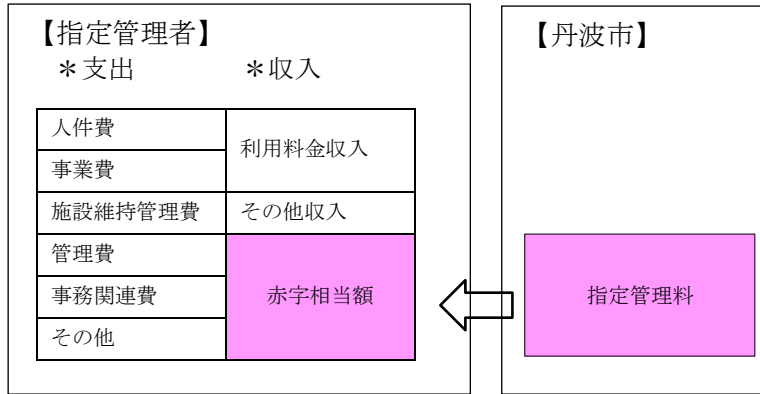 【指定管理者】
＊支出　　＊収入
人件費
事業費
施設維持管理費
管理費
事務関連費
その他
利用料金収入
その他収入
赤字相当額
【丹波市】
指定管理料